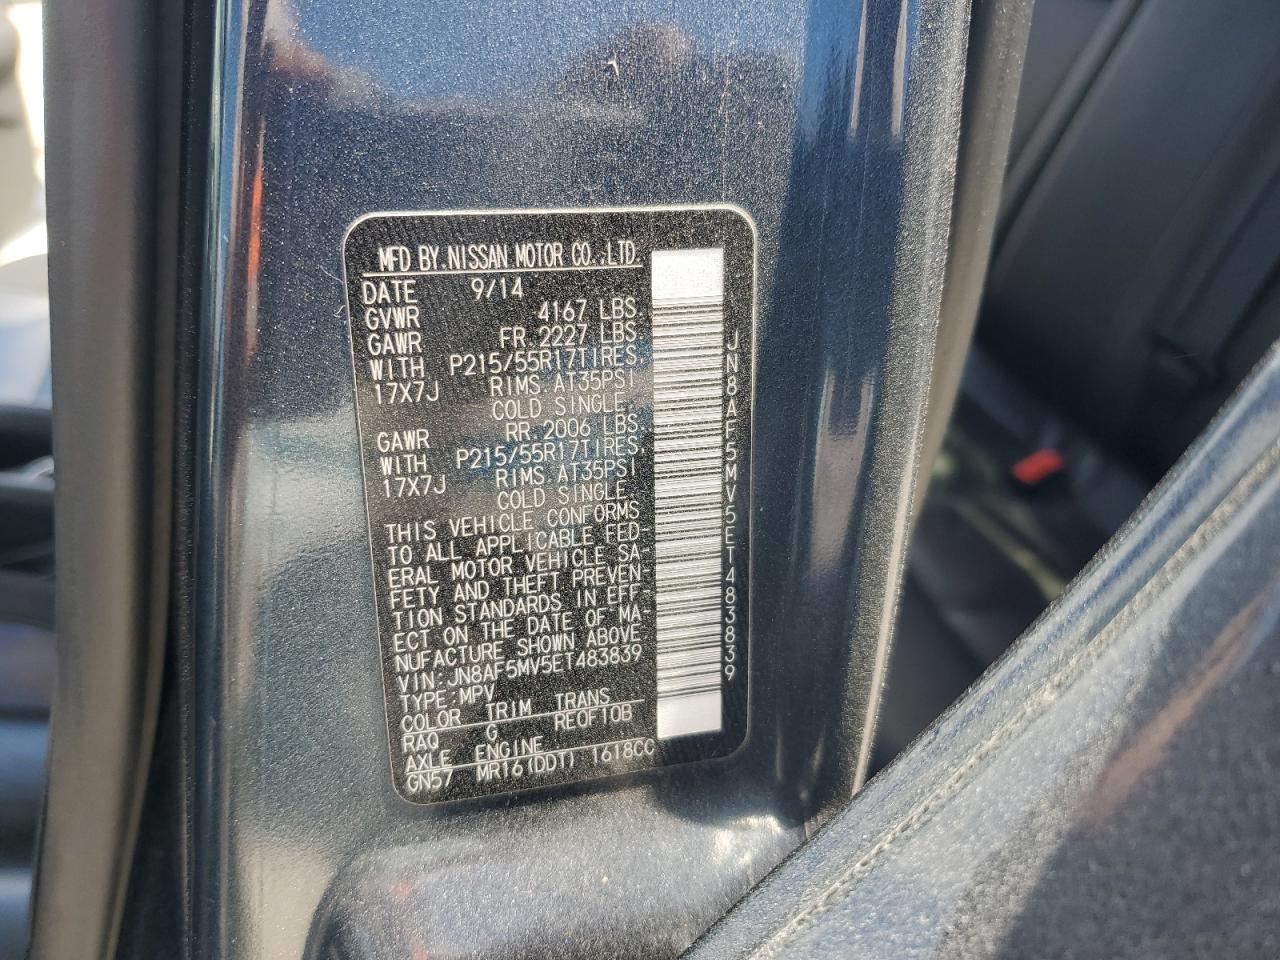 MFD BY NISSAN MOTOR CO.,LTD.
DATE 9/14
GVWR 4167 LBS
GAWR FR. 2227 LBS
WITH P215/55R17TIRES,
17X7J RIMS, AT35PSI
COLD SINGLE,
GAWR RR. 2006 LBS
WITH P215/55R17TIRES,
17X7J RIMS, AT35PSI
COLD SINGLE,
THIS VEHICLE CONFORMS
TO ALL APPLICABLE FED-
ERAL MOTOR VEHICLE SA-
FETY AND THEFT PREVEN-
TION STANDARDS IN EFF-
ECT ON THE DATE OF MA
NUFACTURE SHOWN ABOVE
VIN:JN8AF5MV5ET483839
TYPE:MPV
COLOR TRIM TRANS
RAQ G RE0F10B
AXLE ENGINE
GN57 MR16(DDT) 1618CC
JN8AF5MV5ET483839